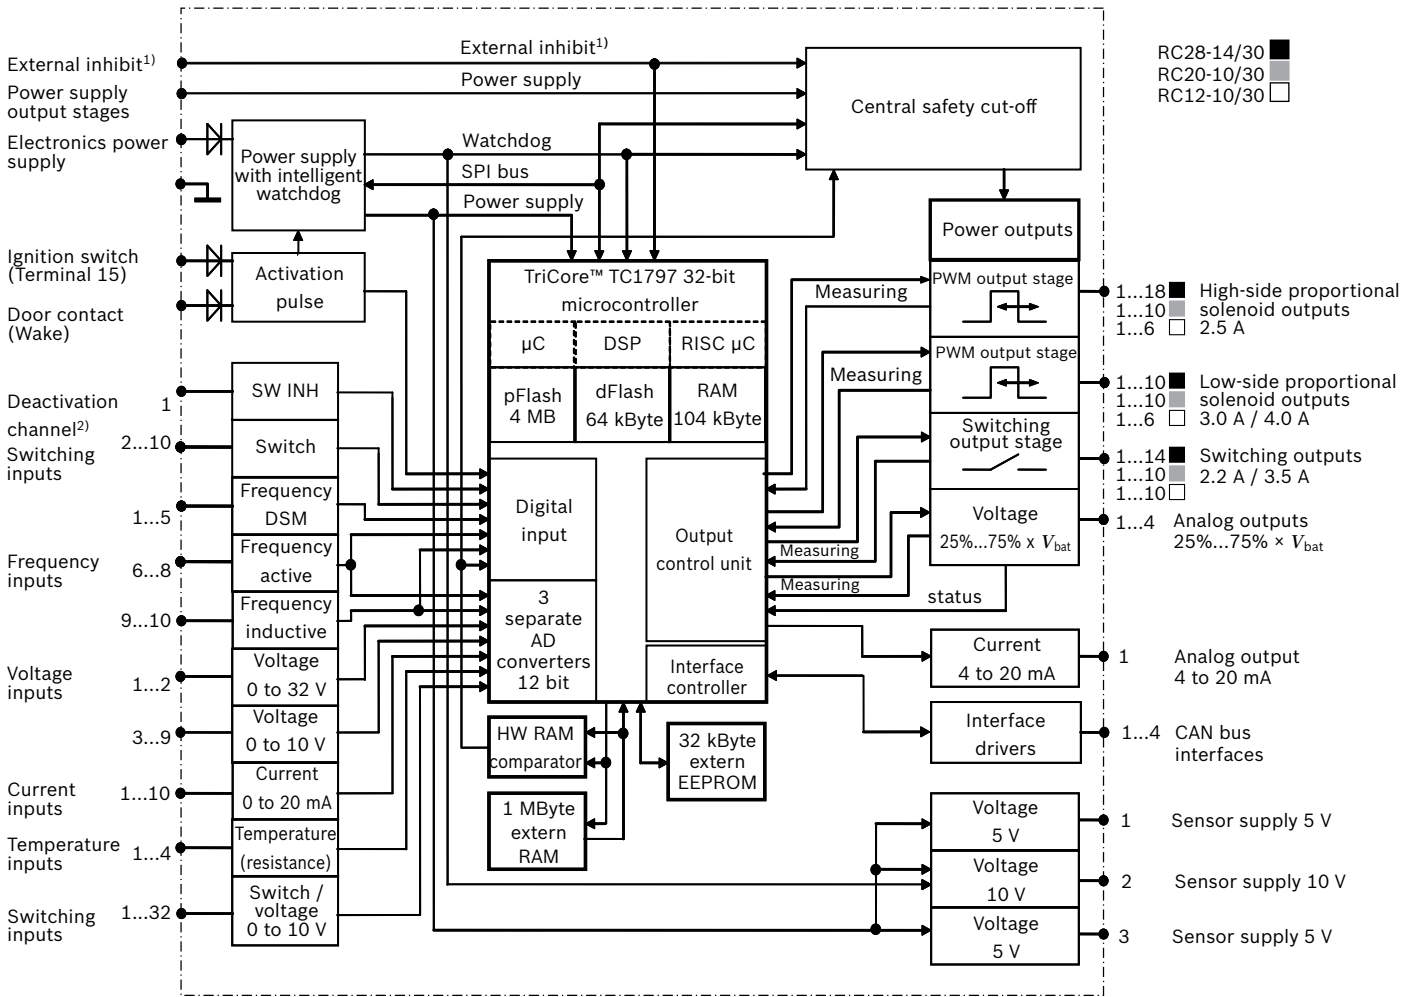 External inhibit1)
Power supply
output stages
Electronics power
supply
Ignition switch
(Terminal 15)
Door contact
(Wake)
Deactivation
channel2)
1
Switching
inputs
2...10
1...5
Frequency
inputs
6...8
9...10
Voltage
inputs
1...2
3...9
Current
inputs
1...10
Temperature
inputs
1...4
Switching
inputs
1...32
External inhibit1)
Power supply
Watchdog
SPI bus
Power supply
Power supply
with intelligent
watchdog
Activation
pulse
SW INH
Switch
Frequency
DSM
Frequency
active
Frequency
inductive
Voltage
0 to 32 V
Voltage
0 to 10 V
Current
0 to 20 mA
Temperature
(resistance)
Switch /
voltage
0 to 10 V
TriCore™ TC1797 32-bit
microcontroller
µC
DSP
RISC µC
pFlash
4 MB
dFlash
64 kByte
RAM
104 kByte
Digital
input
3
separate
AD
converters
12 bit
Output
control unit
Interface
controller
HW RAM
comparator
1 MByte
extern
RAM
32 kByte
extern
EEPROM
Measuring
Measuring
Measuring
Measuring
status
Central safety cut-off
Power outputs
PWM output stage
PWM output stage
Switching
output stage
Voltage
25%...75% x Vbat
Current
4 to 20 mA
Interface
drivers
Voltage
5 V
Voltage
10 V
Voltage
5 V
RC28-14/30
RC20-10/30
RC12-10/30
1...18 High-side proportional
1...10 solenoid outputs
1...6 2.5 A
1...10 Low-side proportional
1...10 solenoid outputs
1...6 3.0 A / 4.0 A
1...14 Switching outputs
1...10 2.2 A / 3.5 A
1...10
1...4 Analog outputs
25%...75% × Vbat
1 Analog output
4 to 20 mA
1...4 CAN bus
interfaces
1 Sensor supply 5 V
2 Sensor supply 10 V
3 Sensor supply 5 V